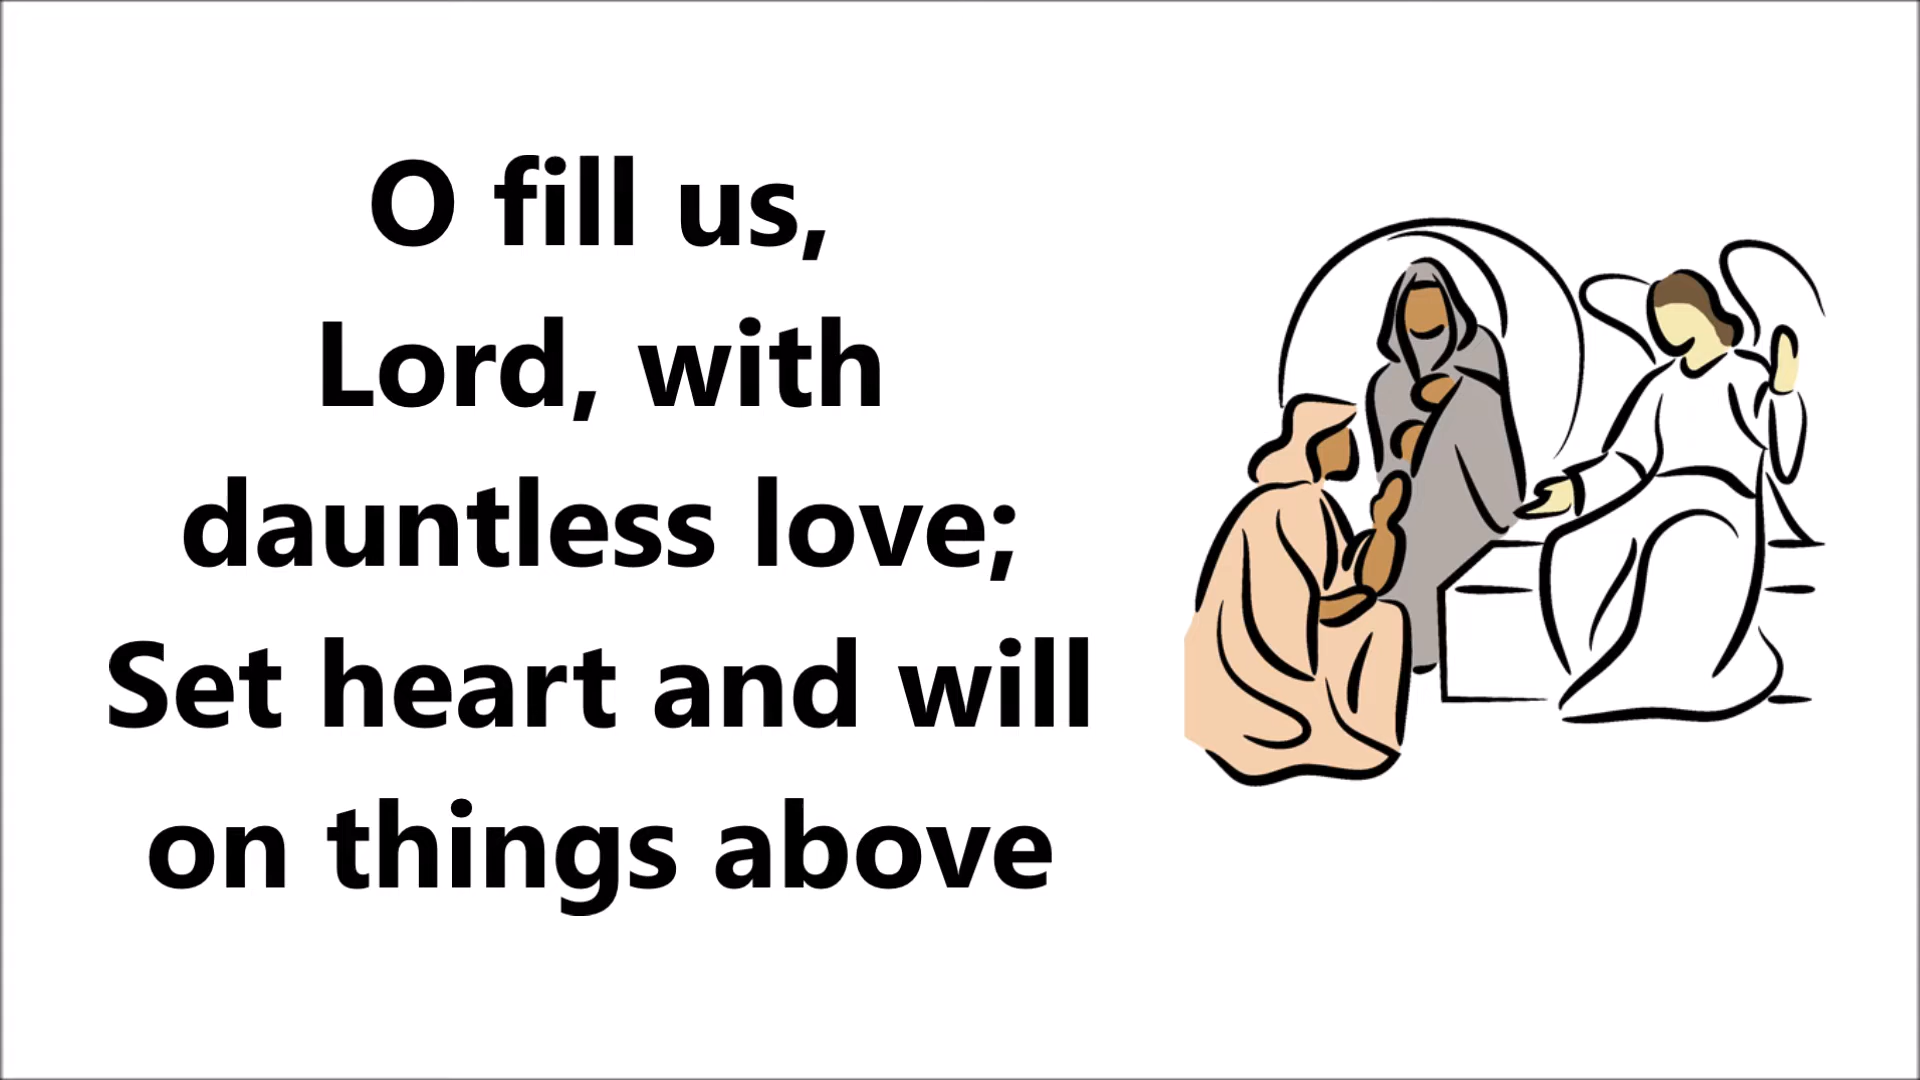 O fill us,
Lord, with
dauntless love;
Set heart and will
on things above